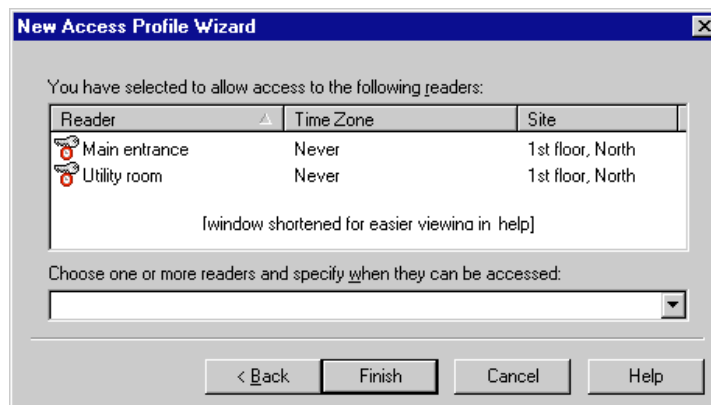 New Access Profile Wizard
You have selected to allow access to the following readers:
Reader Time Zone Site
Main entrance Never 1st floor, North
Utility room Never 1st floor, North
[window shortened for easier viewing in help]
Choose one or more readers and specify when they can be accessed:
< Back Finish Cancel Help